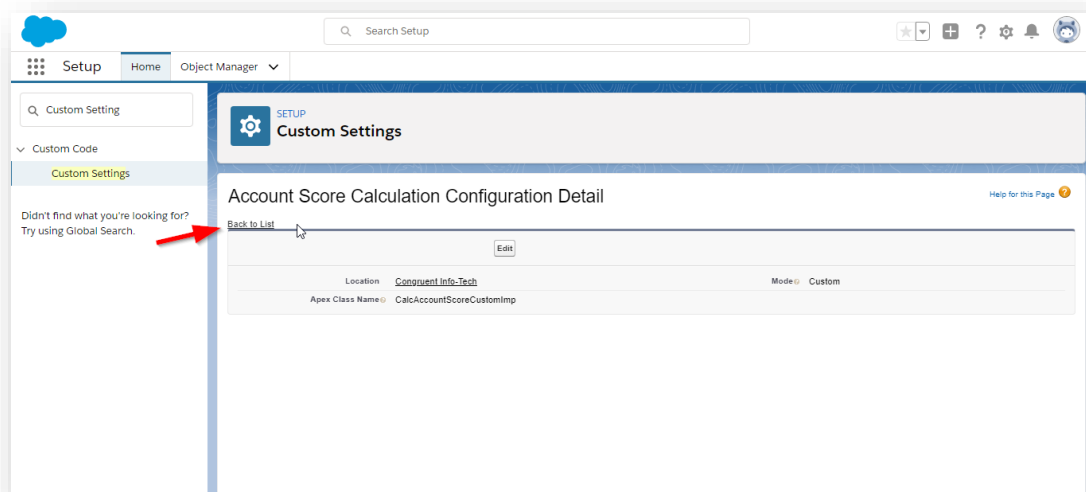 Search Setup
Setup Home Object Manager
Custom Setting
Custom Code
Custom Settings
Didn't find what you're looking for?
Try using Global Search.
SETUP
Custom Settings
Account Score Calculation Configuration Detail
Help for this Page
Back to List
Edit
Location Congruent Info-Tech Mode Custom
Apex Class Name CalcAccountScoreCustomImp